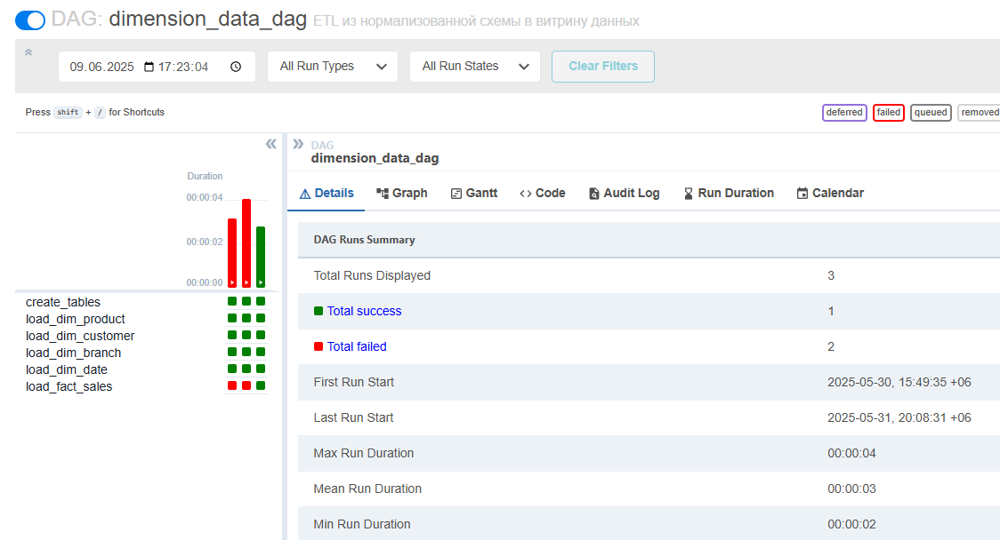 DAG: dimension_data_dag ETL из нормализованной схемы в витрину данных
09.06.2025 17:23:04 All Run Types All Run States Clear Filters
Press shift + / for Shortcuts
deferred failed queued removed
DAG
dimension_data_dag
Details Graph Gantt Code Audit Log Run Duration Calendar
Duration
00:00:04
00:00:02
00:00:00
create_tables
load_dim_product
load_dim_customer
load_dim_branch
load_dim_date
load_fact_sales
DAG Runs Summary
Total Runs Displayed 3
Total success 1
Total failed 2
First Run Start 2025-05-30, 15:49:35 +06
Last Run Start 2025-05-31, 20:08:31 +06
Max Run Duration 00:00:04
Mean Run Duration 00:00:03
Min Run Duration 00:00:02